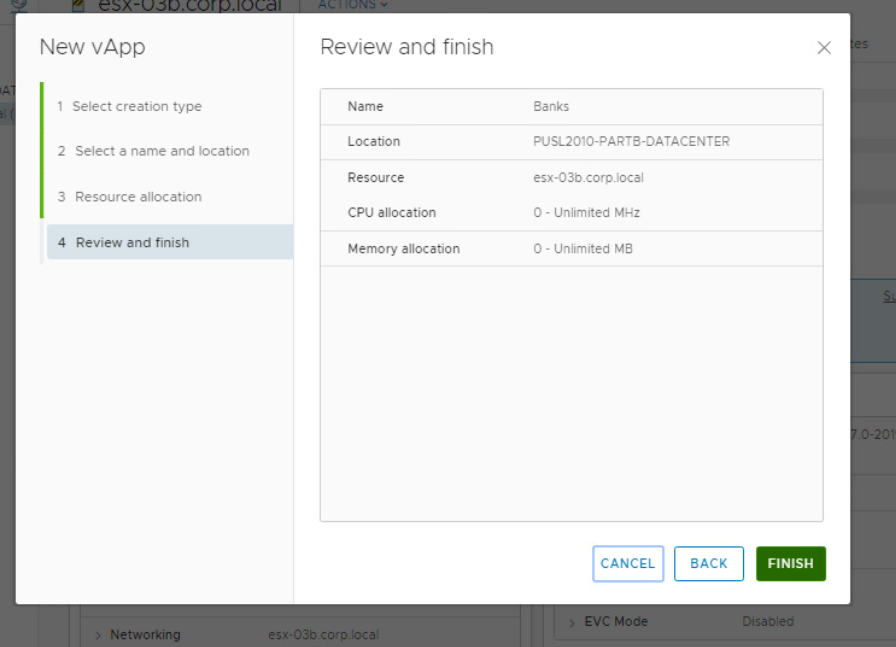 esx-03b.corp.local
ACTIONS
New vApp
Review and finish
1 Select creation type
2 Select a name and location
3 Resource allocation
4 Review and finish
Name Banks
Location PUSL2010-PARTB-DATACENTER
Resource esx-03b.corp.local
CPU allocation 0 - Unlimited MHz
Memory allocation 0 - Unlimited MB
CANCEL BACK FINISH
Networking esx-03b.corp.local
EVC Mode Disabled